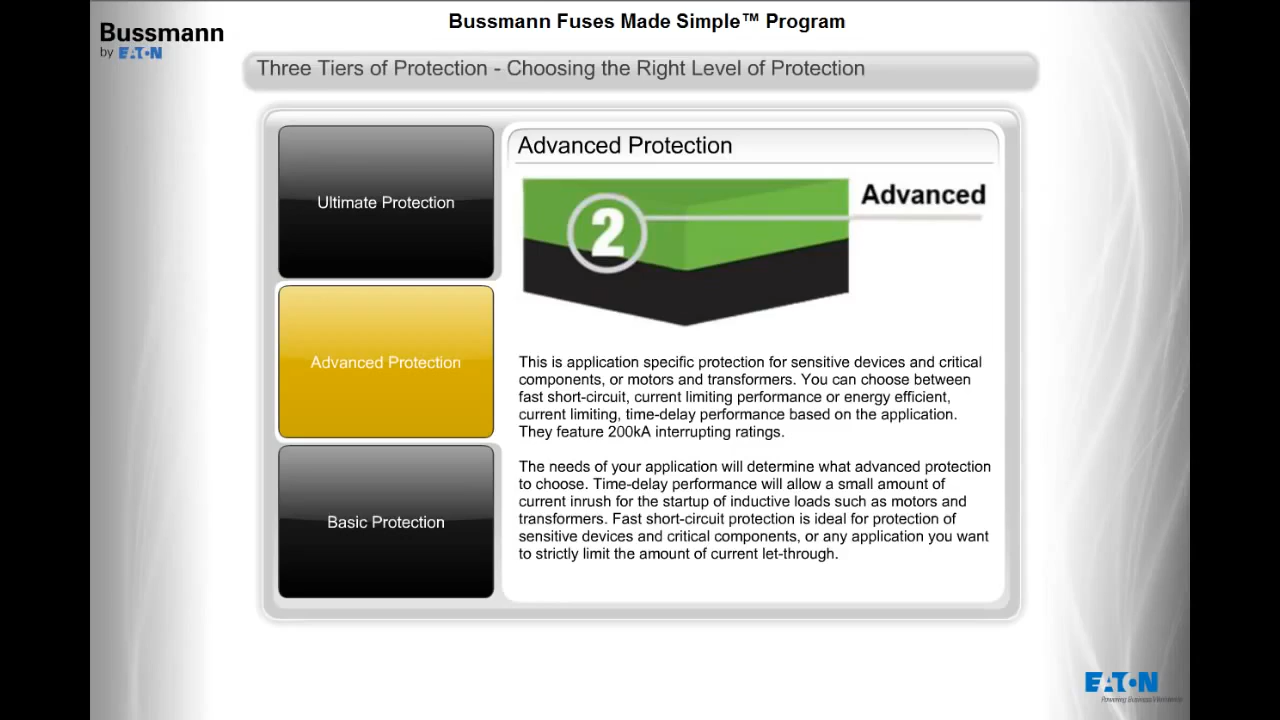 Bussmann Fuses Made Simple™ Program
Bussmann
by EATON
Three Tiers of Protection - Choosing the Right Level of Protection
Ultimate Protection
Advanced Protection
Basic Protection
Advanced Protection
2
Advanced
This is application specific protection for sensitive devices and critical
components, or motors and transformers. You can choose between
fast short-circuit, current limiting performance or energy efficient,
current limiting, time-delay performance based on the application.
They feature 200kA interrupting ratings.
The needs of your application will determine what advanced protection
to choose. Time-delay performance will allow a small amount of
current inrush for the startup of inductive loads such as motors and
transformers. Fast short-circuit protection is ideal for protection of
sensitive devices and critical components, or any application you want
to strictly limit the amount of current let-through.
EATON
Powering Business Worldwide